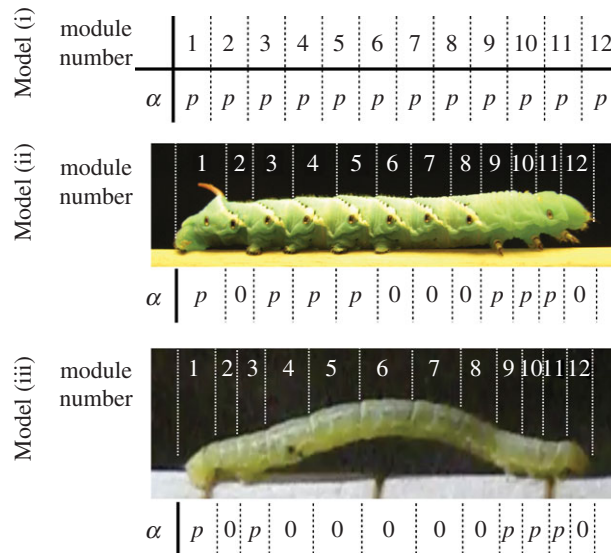 Model (i)
module number 1 2 3 4 5 6 7 8 9 10 11 12
α p p p p p p p p p p p p
Model (ii)
module number 1 2 3 4 5 6 7 8 9 10 11 12
α p 0 p p p 0 0 0 p p p 0
Model (iii)
module number 1 2 3 4 5 6 7 8 9 10 11 12
α p 0 p 0 0 0 0 0 p p p 0